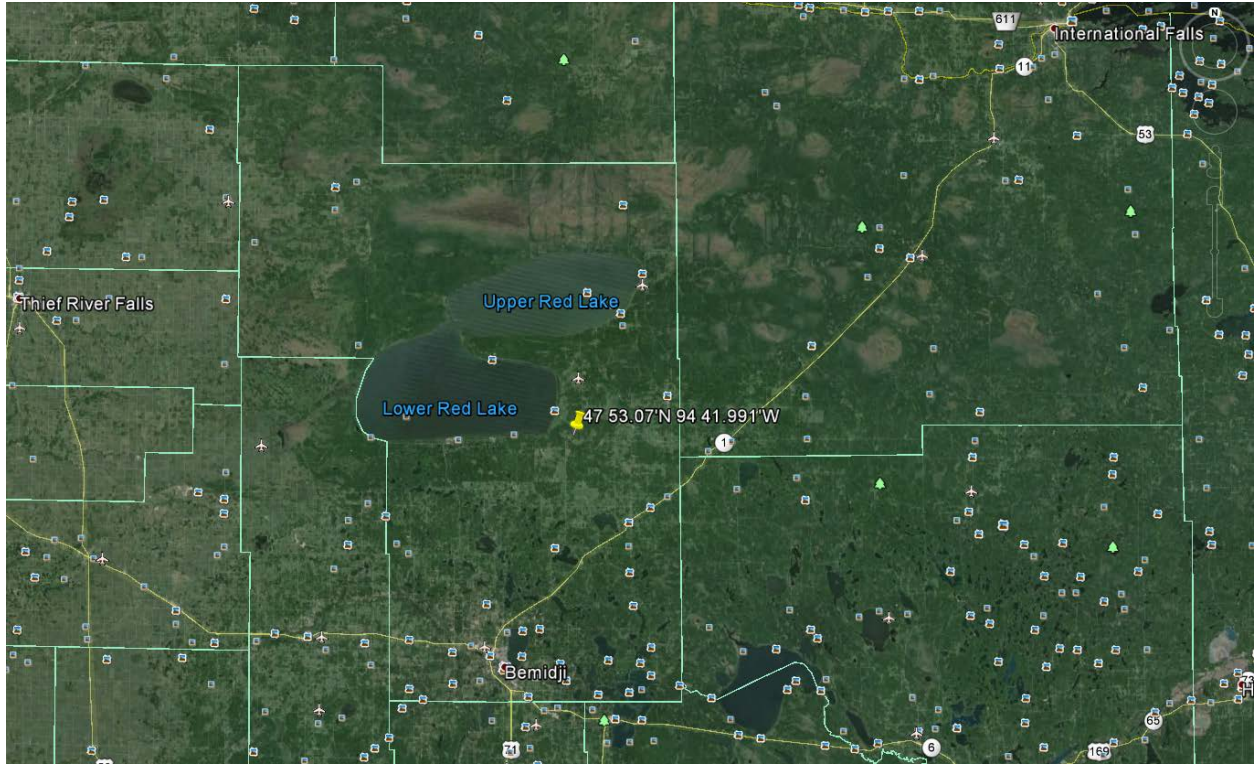 611
N
International Falls
11
53
Thief River Falls
Upper Red Lake
Lower Red Lake
47 53.07'N 94 41.991'W
1
Bemidji
71
65
6
169